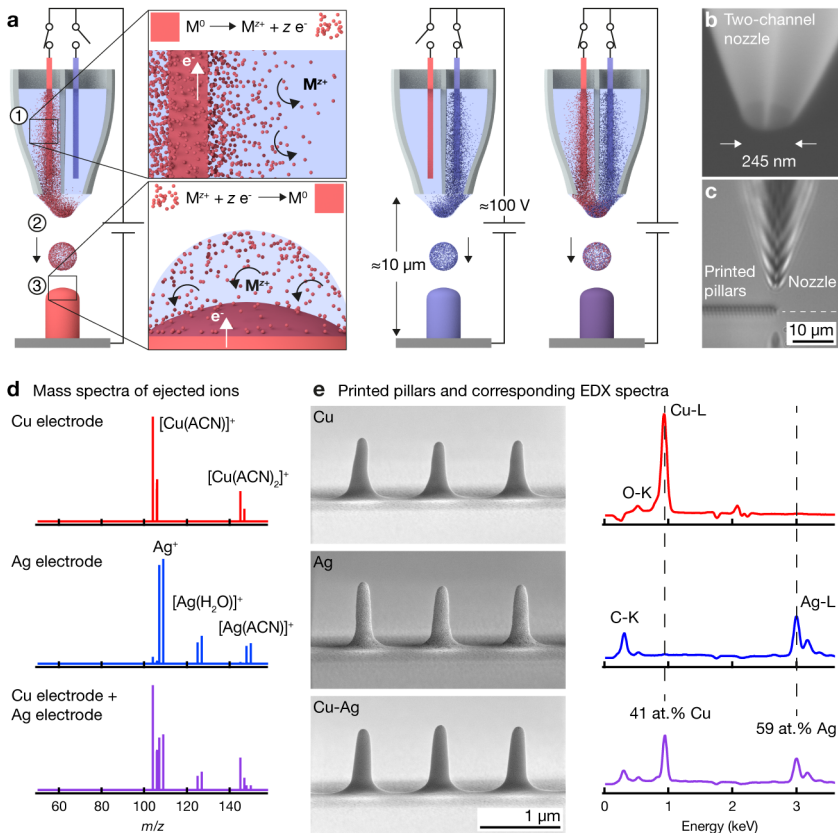 a
M⁰ → Mᶻ⁺ + z e⁻
e⁻
Mᶻ⁺
①
Mᶻ⁺ + z e⁻ → M⁰
②
③
Mᶻ⁺
e⁻
≈100 V
≈10 µm
b
Two-channel
nozzle
245 nm
c
Printed
pillars
Nozzle
10 µm
d Mass spectra of ejected ions
Cu electrode
[Cu(ACN)]⁺
[Cu(ACN)₂]⁺
Ag electrode
Ag⁺
[Ag(H₂O)]⁺
[Ag(ACN)]⁺
Cu electrode +
Ag electrode
60 80 100 120 140
m/z
e Printed pillars and corresponding EDX spectra
Cu
Ag
Cu-Ag
1 µm
Cu-L
O-K
C-K
Ag-L
41 at.% Cu
59 at.% Ag
0 1 2 3
Energy (keV)